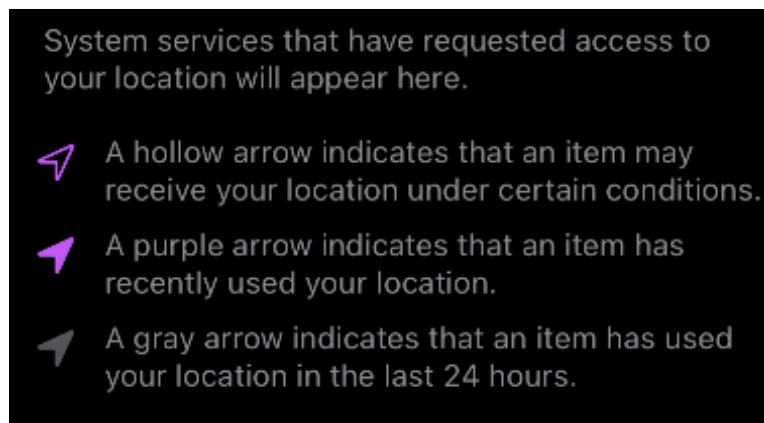 System services that have requested access to
your location will appear here.
A hollow arrow indicates that an item may
receive your location under certain conditions.
A purple arrow indicates that an item has
recently used your location.
A gray arrow indicates that an item has used
your location in the last 24 hours.